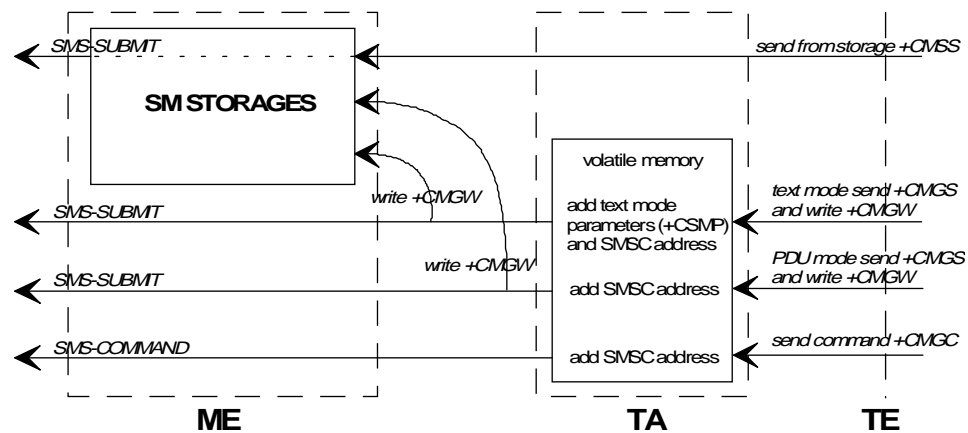 SMS-SUBMIT
send from storage +CMSS
SM STORAGES
volatile memory
write +CMGW
add text mode
parameters (+CSMP)
and SMSC address
text mode send +CMGS
and write +CMGW
SMS-SUBMIT
write +CMGW
PDU mode send +CMGS
and write +CMGW
SMS-SUBMIT
add SMSC address
send command +CMGC
SMS-COMMAND
add SMSC address
ME
TA
TE